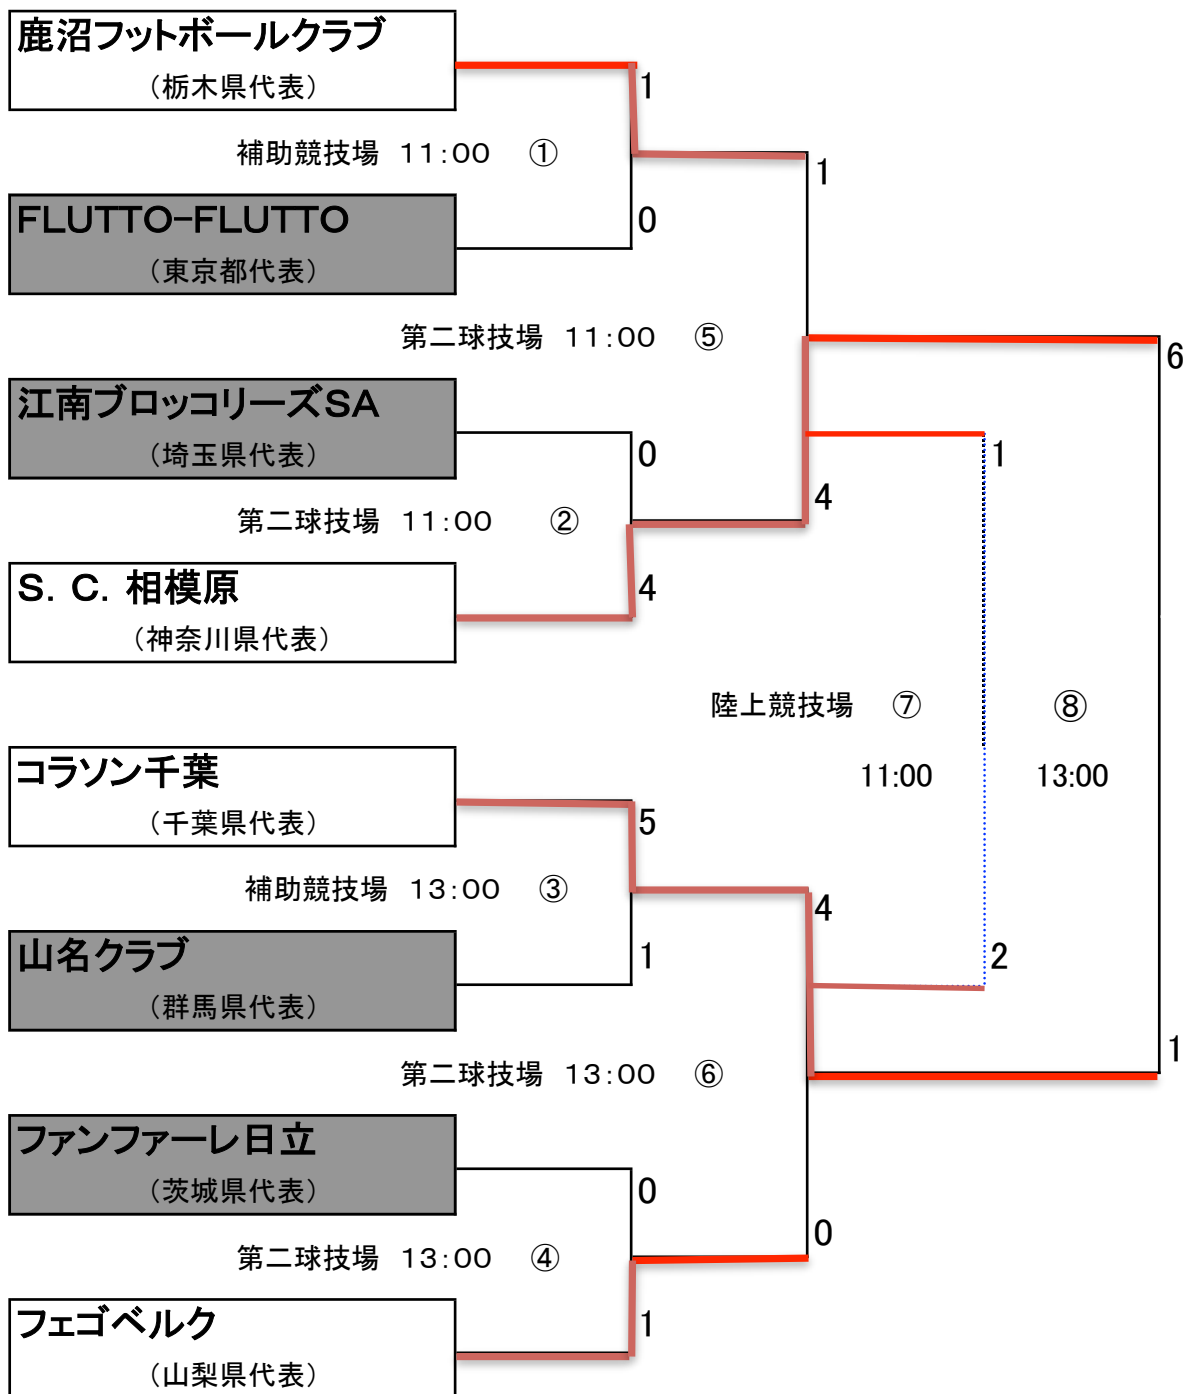 鹿沼フットボールクラブ
（栃木県代表）
1
補助競技場 11:00 ①
1
FLUTTO-FLUTTO
0
（東京都代表）
第二球技場 11:00 ⑤
6
江南ブロッコリーズSA
（埼玉県代表）
0
1
4
第二球技場 11:00 ②
S. C. 相模原
4
（神奈川県代表）
陸上競技場 ⑦ ⑧
11:00 13:00
コラソン千葉
（千葉県代表）
5
補助競技場 13:00 ③
4
山名クラブ
1
2
（群馬県代表）
1
第二球技場 13:00 ⑥
ファンファーレ日立
（茨城県代表）
0
0
第二球技場 13:00 ④
フェゴベルク
1
（山梨県代表）